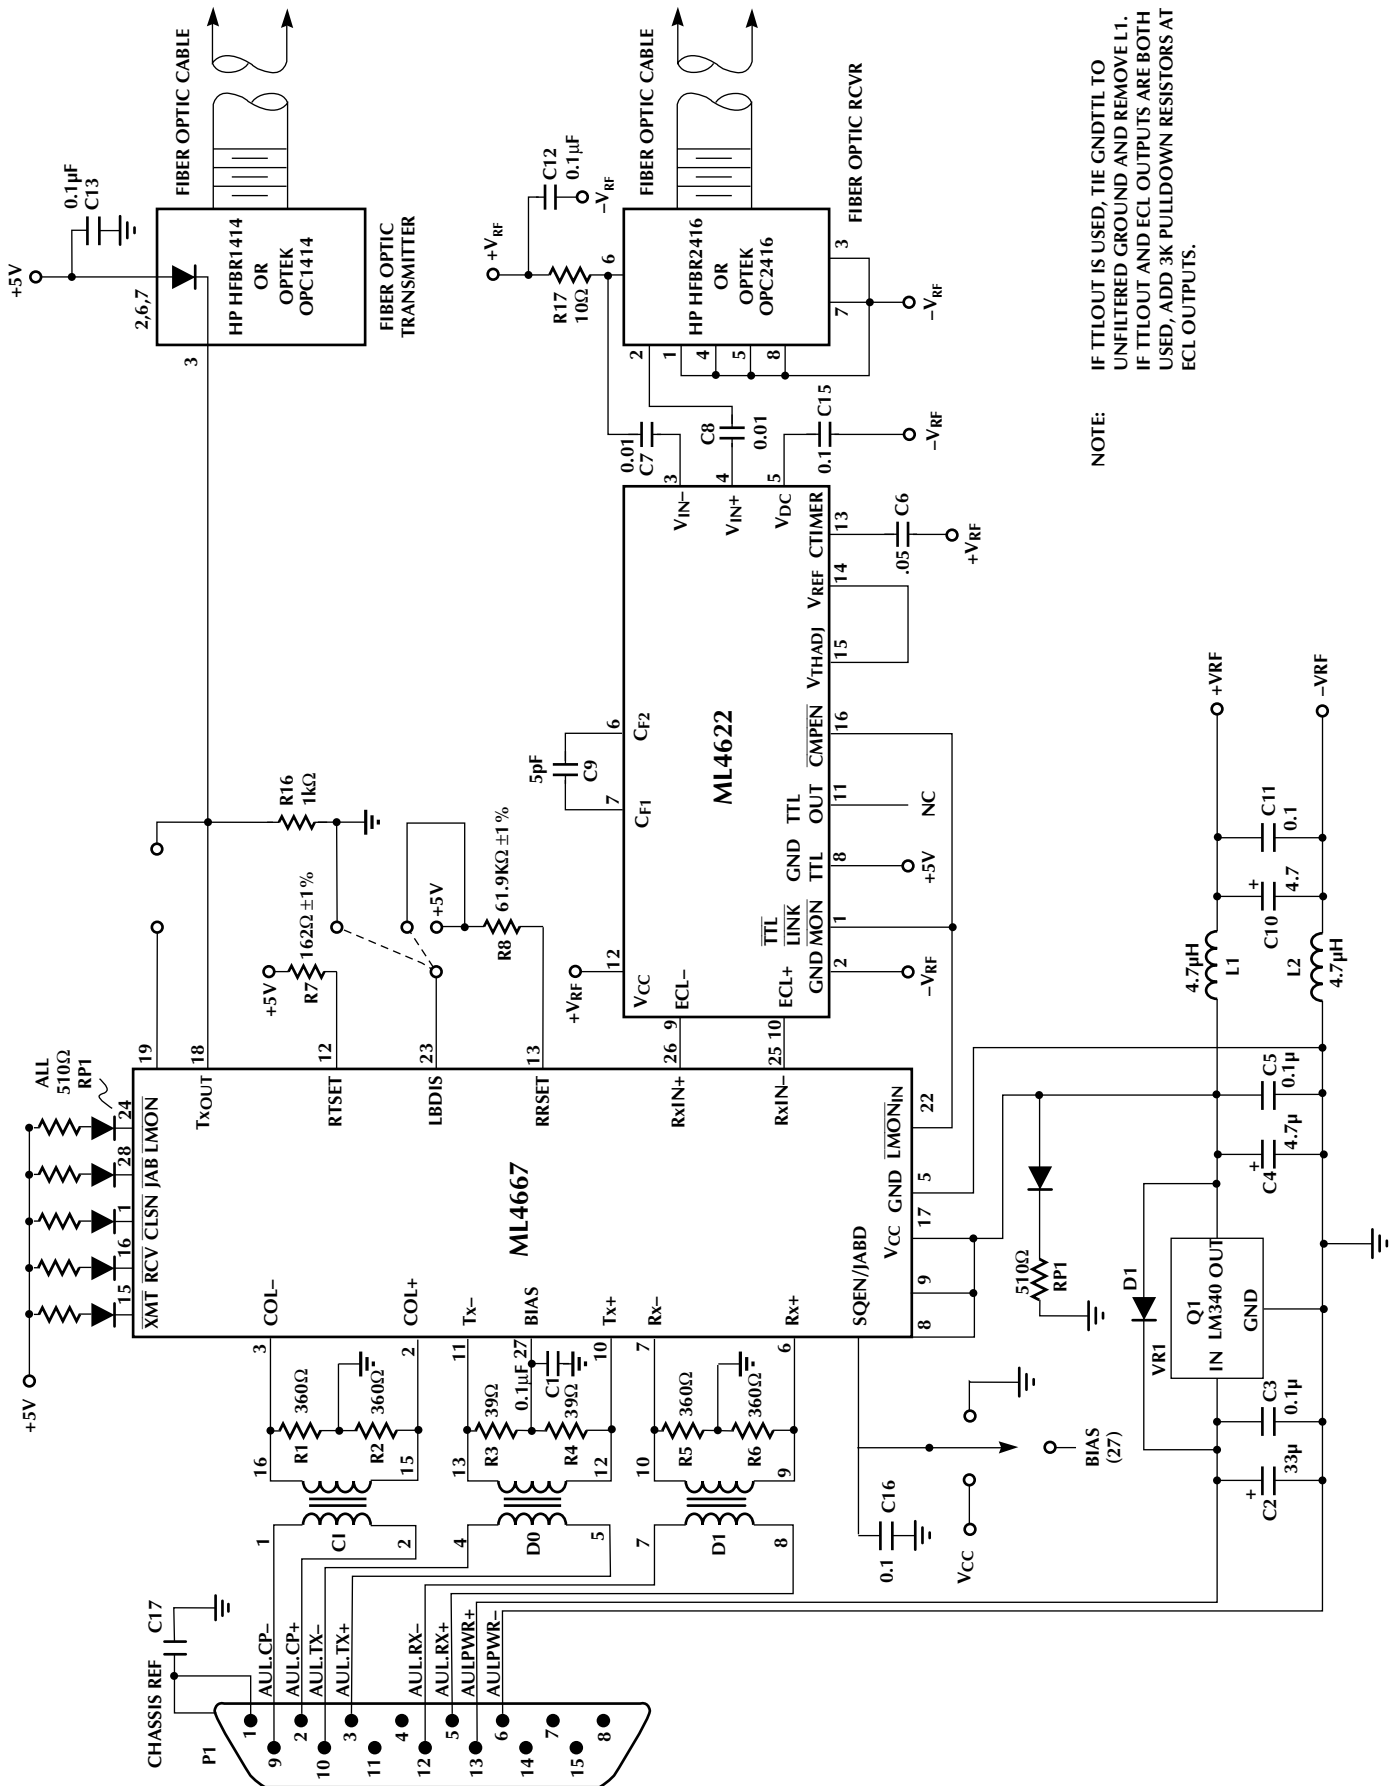 CHASSIS REF
C17
P1
1
2
3
4
5
6
7
8
9
10
11
12
13
14
15
AUI.CP–
AUI.CP+
AUI.TX–
AUI.TX+
AUI.RX–
AUI.RX+
AUIPWR+
AUIPWR–
1
CI
2
16
15
4
D0
5
13
12
7
D1
8
10
9
R1
360Ω
R2
360Ω
R3
39Ω
0.1μF
C1
R4
39Ω
R5
360Ω
R6
360Ω
3
2
11
27
10
7
6
+5V
ALL
510Ω
RP1
15
16
1
28
24
XMT
RCV
CLSN
JAB
LMON
COL–
COL+
Tx–
BIAS
Tx+
Rx–
Rx+
SQEN/JABD
ML4667
TxOUT
RTSET
LBDIS
RRSET
RxIN+
RxIN–
VCC
GND
LMONIN
19
18
12
23
13
26
25
8
9
17
5
22
0.1
C16
VCC
BIAS
(27)
510Ω
RP1
+5V
R7
162Ω ±1%
R16
1kΩ
+5V
R8
61.9KΩ ±1%
+VRF
12
9
10
VCC
ECL–
ECL+
GND
TTL
LINK
MON
GND
TTL
TTL
OUT
CMPEN
VTHADJ
VREF
CTIMER
CF1
CF2
7
6
5pF
C9
ML4622
VIN–
VIN+
VDC
2
1
8
11
16
15
14
13
–VRF
+5V
NC
.05
C6
+VRF
3
4
5
0.01
C7
C8
0.01
0.1
C15
–VRF
+5V
0.1μF
C13
2,6,7
3
HP HFBR1414
OR
OPTEK
OPC1414
FIBER OPTIC
TRANSMITTER
FIBER OPTIC CABLE
+VRF
R17
10Ω
C12
0.1μF
–VRF
6
2
1
4
5
8
7
3
HP HFBR2416
OR
OPTEK
OPC2416
–VRF
FIBER OPTIC CABLE
FIBER OPTIC RCVR
C2
33μ
+
C3
0.1μ
VR1
D1
Q1
IN LM340 OUT
GND
C4
4.7μ
+
C5
0.1μ
4.7μH
L1
L2
4.7μH
C10
4.7
+
C11
0.1
+VRF
–VRF
NOTE:
IF TTLOUT IS USED, TIE GNDTTL TO
UNFILTERED GROUND AND REMOVE L1.
IF TTLOUT AND ECL OUTPUTS ARE BOTH
USED, ADD 3K PULLDOWN RESISTORS AT
ECL OUTPUTS.